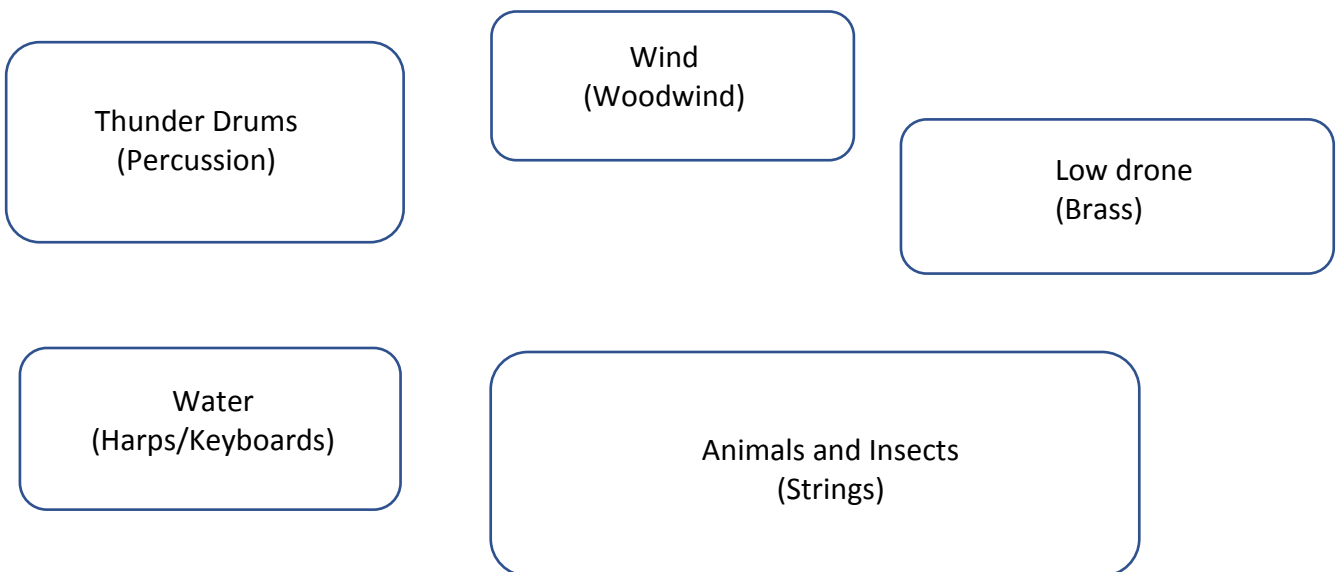 Thunder Drums
(Percussion)
Wind
(Woodwind)
Low drone
(Brass)
Water
(Harps/Keyboards)
Animals and Insects
(Strings)